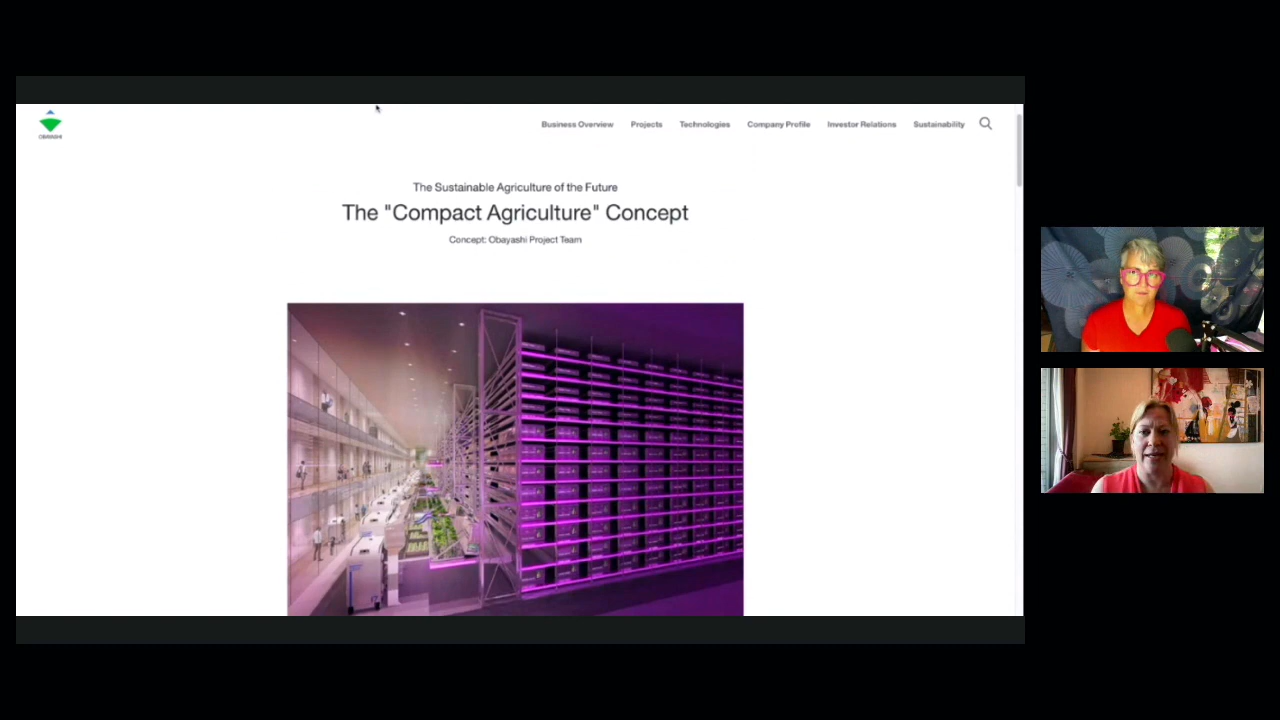 OBAYASHI
Business Overview Projects Technologies Company Profile Investor Relations Sustainability
The Sustainable Agriculture of the Future
The "Compact Agriculture" Concept
Concept: Obayashi Project Team